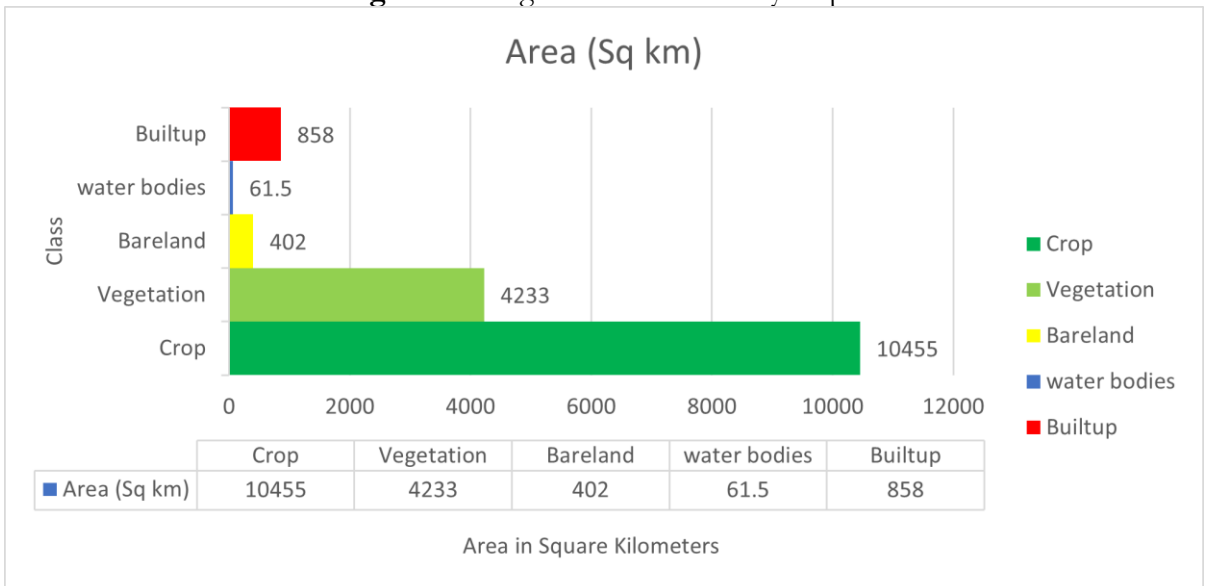 Area (Sq km)
Builtup 858
water bodies 61.5
Bareland 402
Vegetation 4233
Crop 10455
Class
0 2000 4000 6000 8000 10000 12000
Crop
Vegetation
Bareland
water bodies
Builtup
Crop Vegetation Bareland water bodies Builtup
Area (Sq km) 10455 4233 402 61.5 858
Area in Square Kilometers